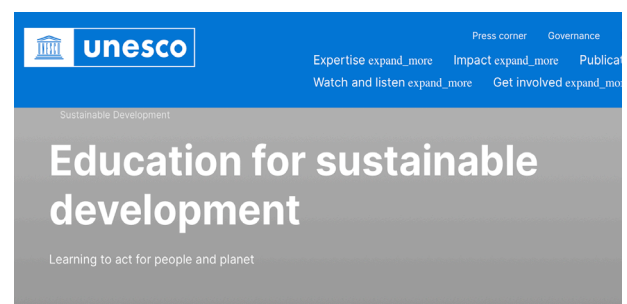 unesco
Press corner Governance
Expertise expand_more Impact expand_more
Watch and listen expand_more Get involved
Sustainable Development
Education for sustainable
development
Learning to act for people and planet